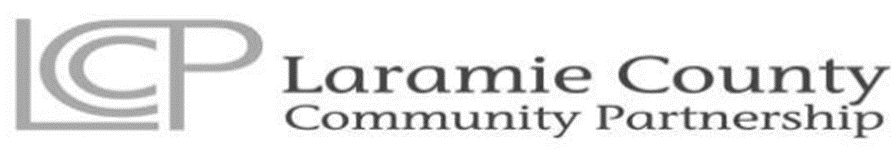 LCCP
Laramie County
Community Partnership